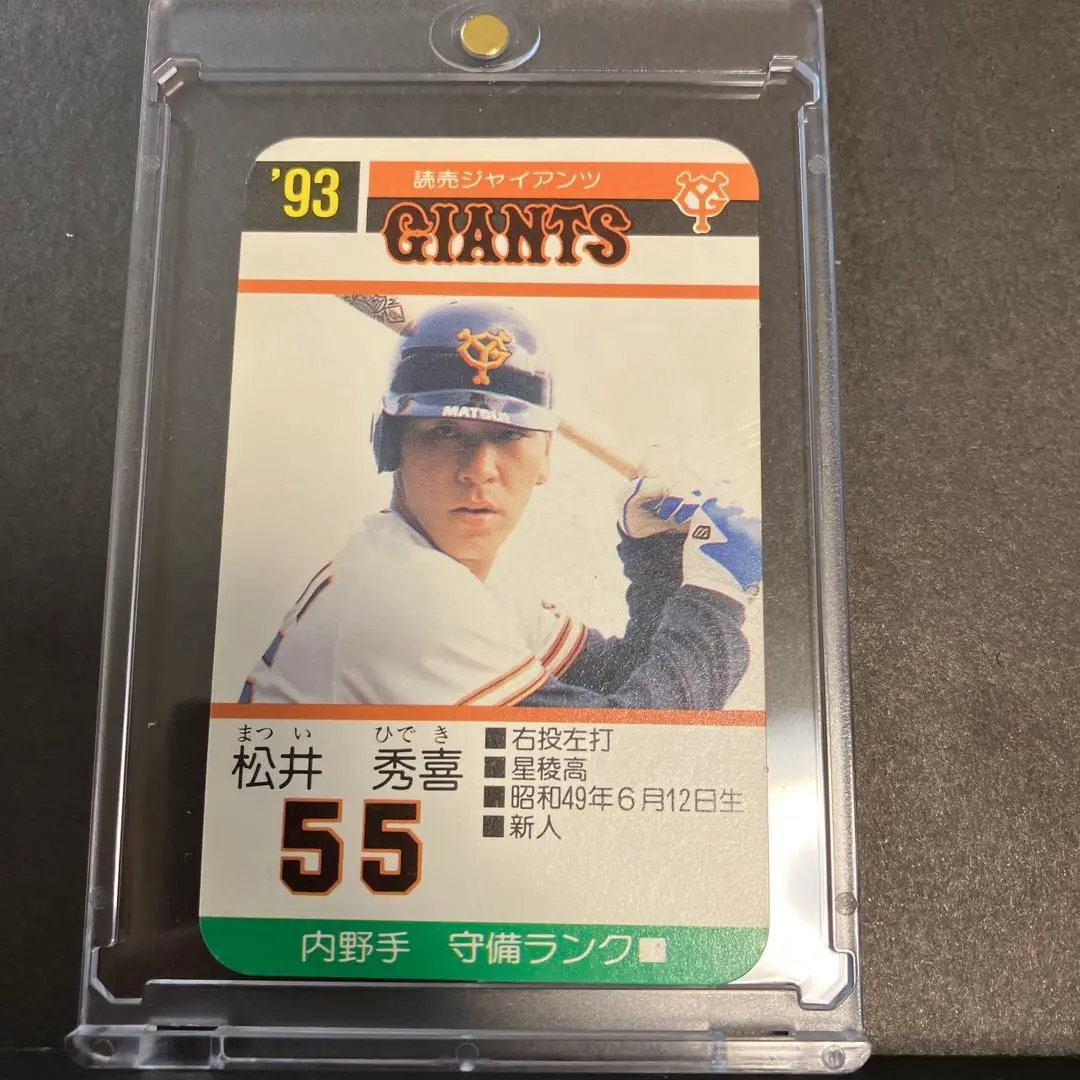 '93
読売ジャイアンツ
GIANTS
MATSUI
まつ い ひで き
松井 秀喜
55
■右投左打
■星稜高
■昭和49年6月12日生
■新人
内野手 守備ランク